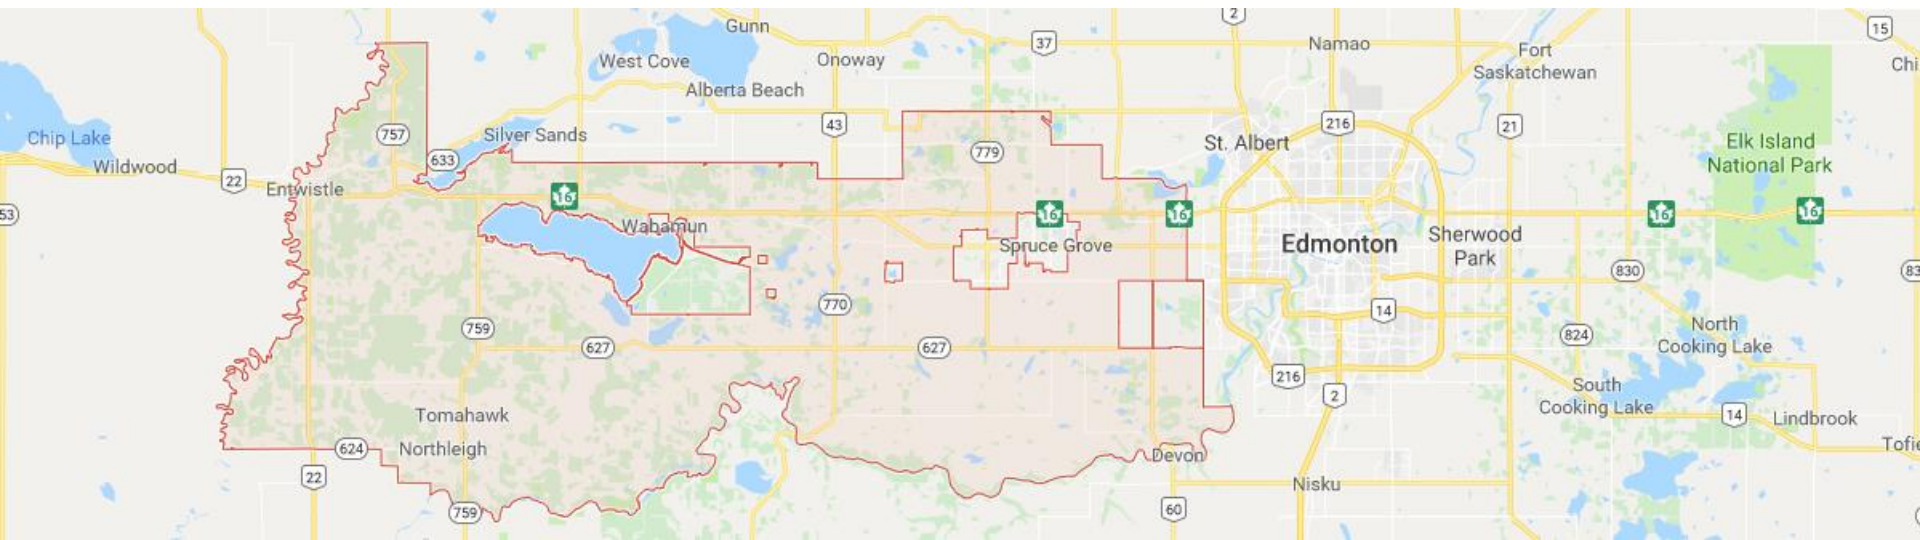 2
Gunn
15
37
Namao
Fort
Saskatchewan
West Cove
Onoway
Chi
Alberta Beach
43
216
21
Chip Lake
757
Silver Sands
St. Albert
Elk Island
National Park
779
633
Wildwood
22
Entwistle
16
53
16
16
16
16
Wabamun
Spruce Grove
Edmonton
Sherwood
Park
830
83
770
14
759
North
Cooking Lake
824
627
627
216
South
Cooking Lake
2
Tomahawk
14
Lindbrook
624
Northleigh
Devon
Tofie
22
Nisku
759
60